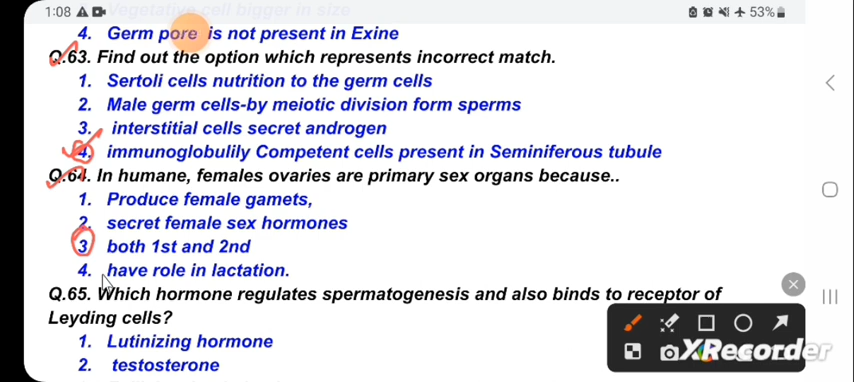 1:08 53%
Vegetative cell bigger in size
4. Germ pore is not present in Exine
Q.63. Find out the option which represents incorrect match.
1. Sertoli cells nutrition to the germ cells
2. Male germ cells-by meiotic division form sperms
3. interstitial cells secret androgen
4. immunoglobulily Competent cells present in Seminiferous tubule
Q.64. In humane, females ovaries are primary sex organs because..
1. Produce female gamets,
2. secret female sex hormones
3 both 1st and 2nd
4. have role in lactation.
Q.65. Which hormone regulates spermatogenesis and also binds to receptor of
Leyding cells?
1. Lutinizing hormone
2. testosterone
XRecorder